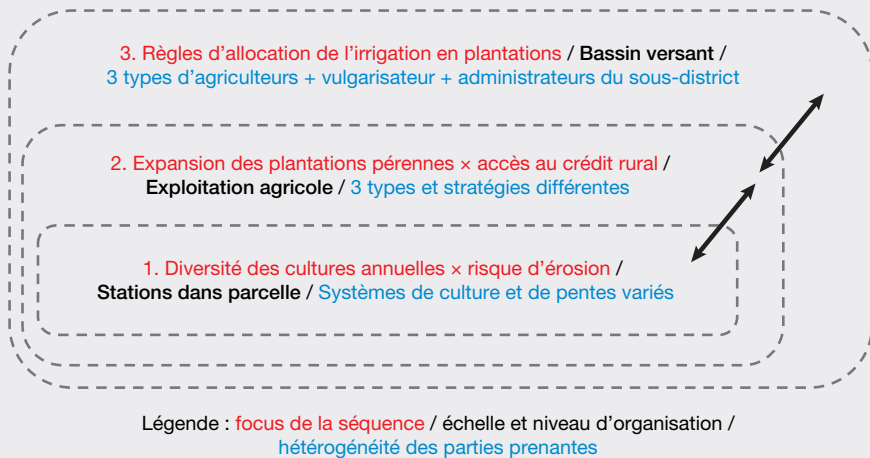 3. Règles d’allocation de l’irrigation en plantations / Bassin versant /
3 types d’agriculteurs + vulgarisateur + administrateurs du sous-district
2. Expansion des plantations pérennes × accès au crédit rural /
Exploitation agricole / 3 types et stratégies différentes
1. Diversité des cultures annuelles × risque d’érosion /
Stations dans parcelle / Systèmes de culture et de pentes variés
Légende : focus de la séquence / échelle et niveau d’organisation /
hétérogénéité des parties prenantes